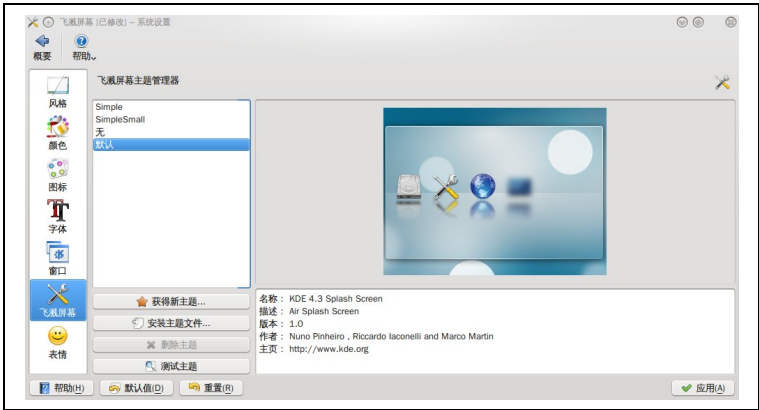 飞溅屏幕 [已修改] – 系统设置
概要 帮助
飞溅屏幕主题管理器
风格
颜色
图标
字体
窗口
飞溅屏幕
表情
Simple
SimpleSmall
无
默认
获得新主题...
安装主题文件...
删除主题
测试主题
名称： KDE 4.3 Splash Screen
描述： Air Splash Screen
版本： 1.0
作者： Nuno Pinheiro , Riccardo Iaconelli and Marco Martin
主页： http://www.kde.org
帮助(H) 默认值(D) 重置(R) 应用(A)